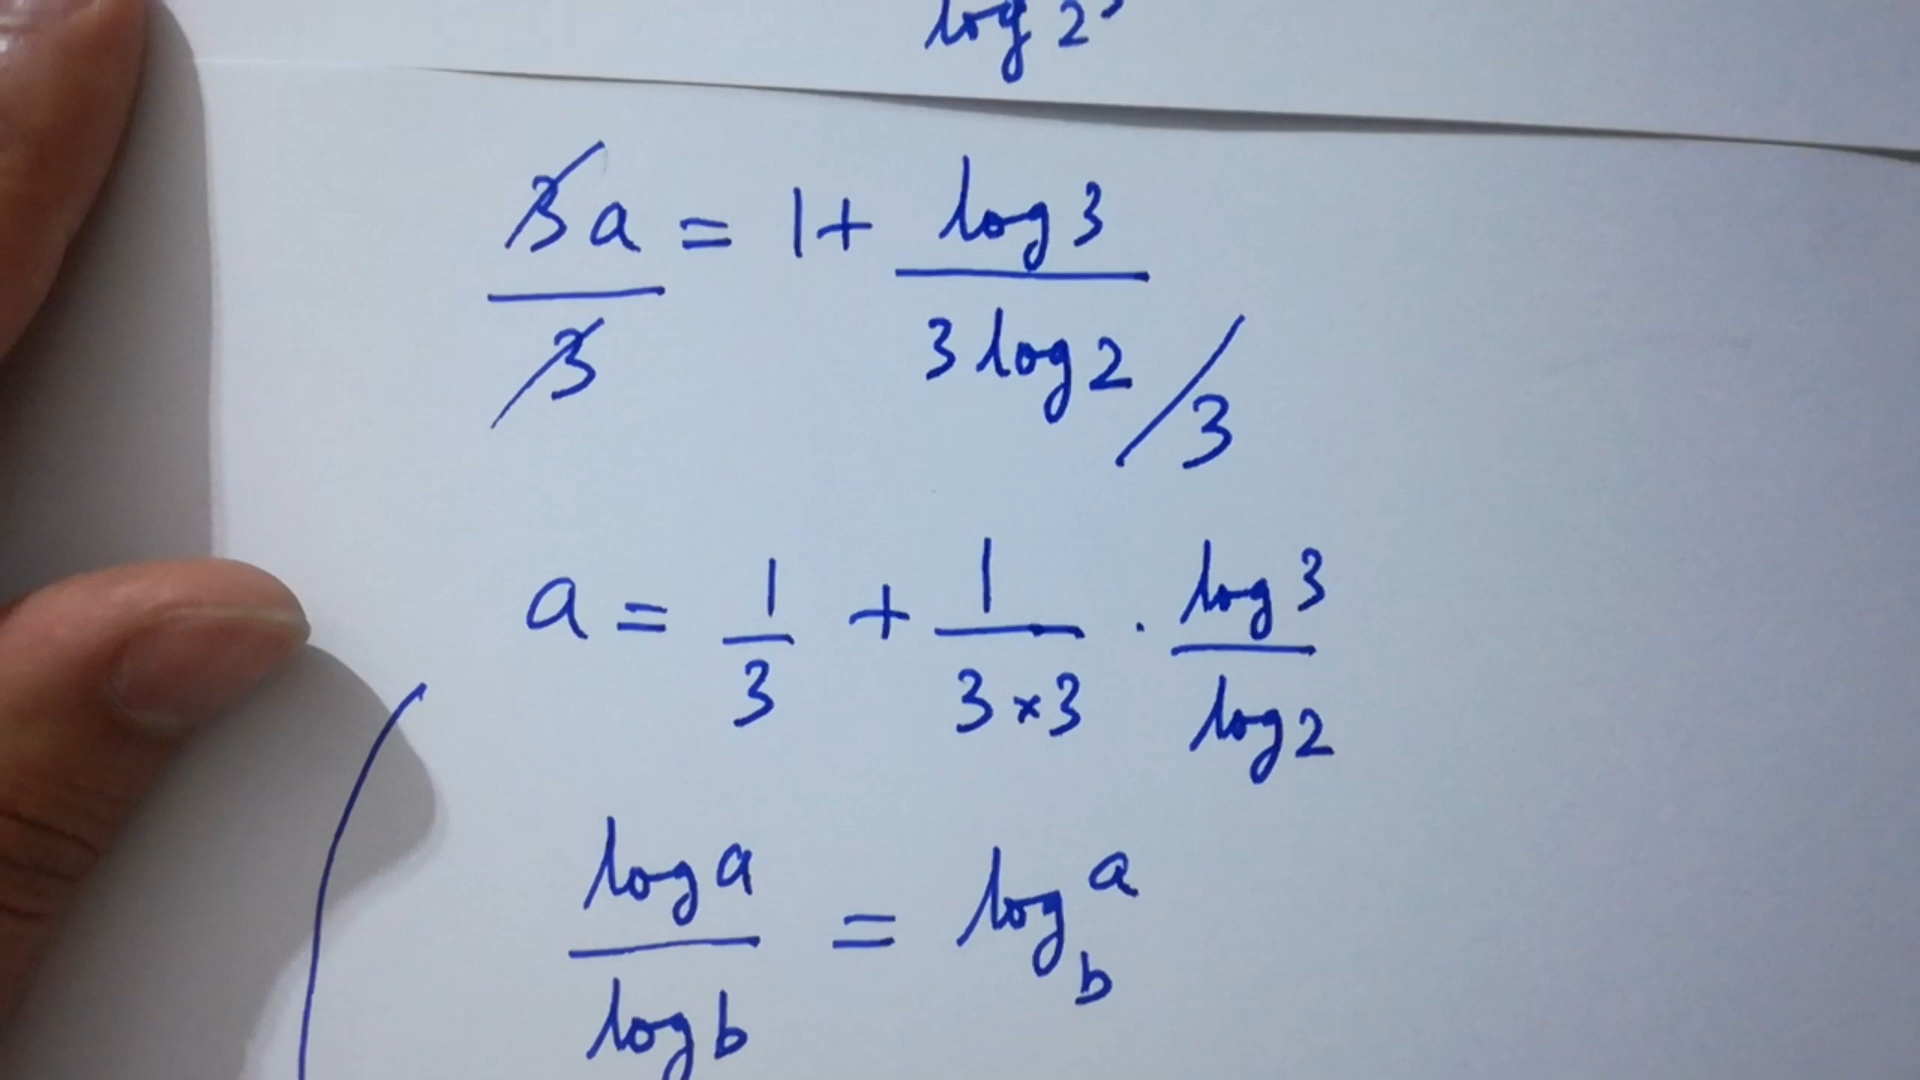 log 2³
3a/3 = 1 + log 3/3 log 2 /3
a = 1/3 + 1/3×3 · log 3/log 2
log a/log b = log_b a